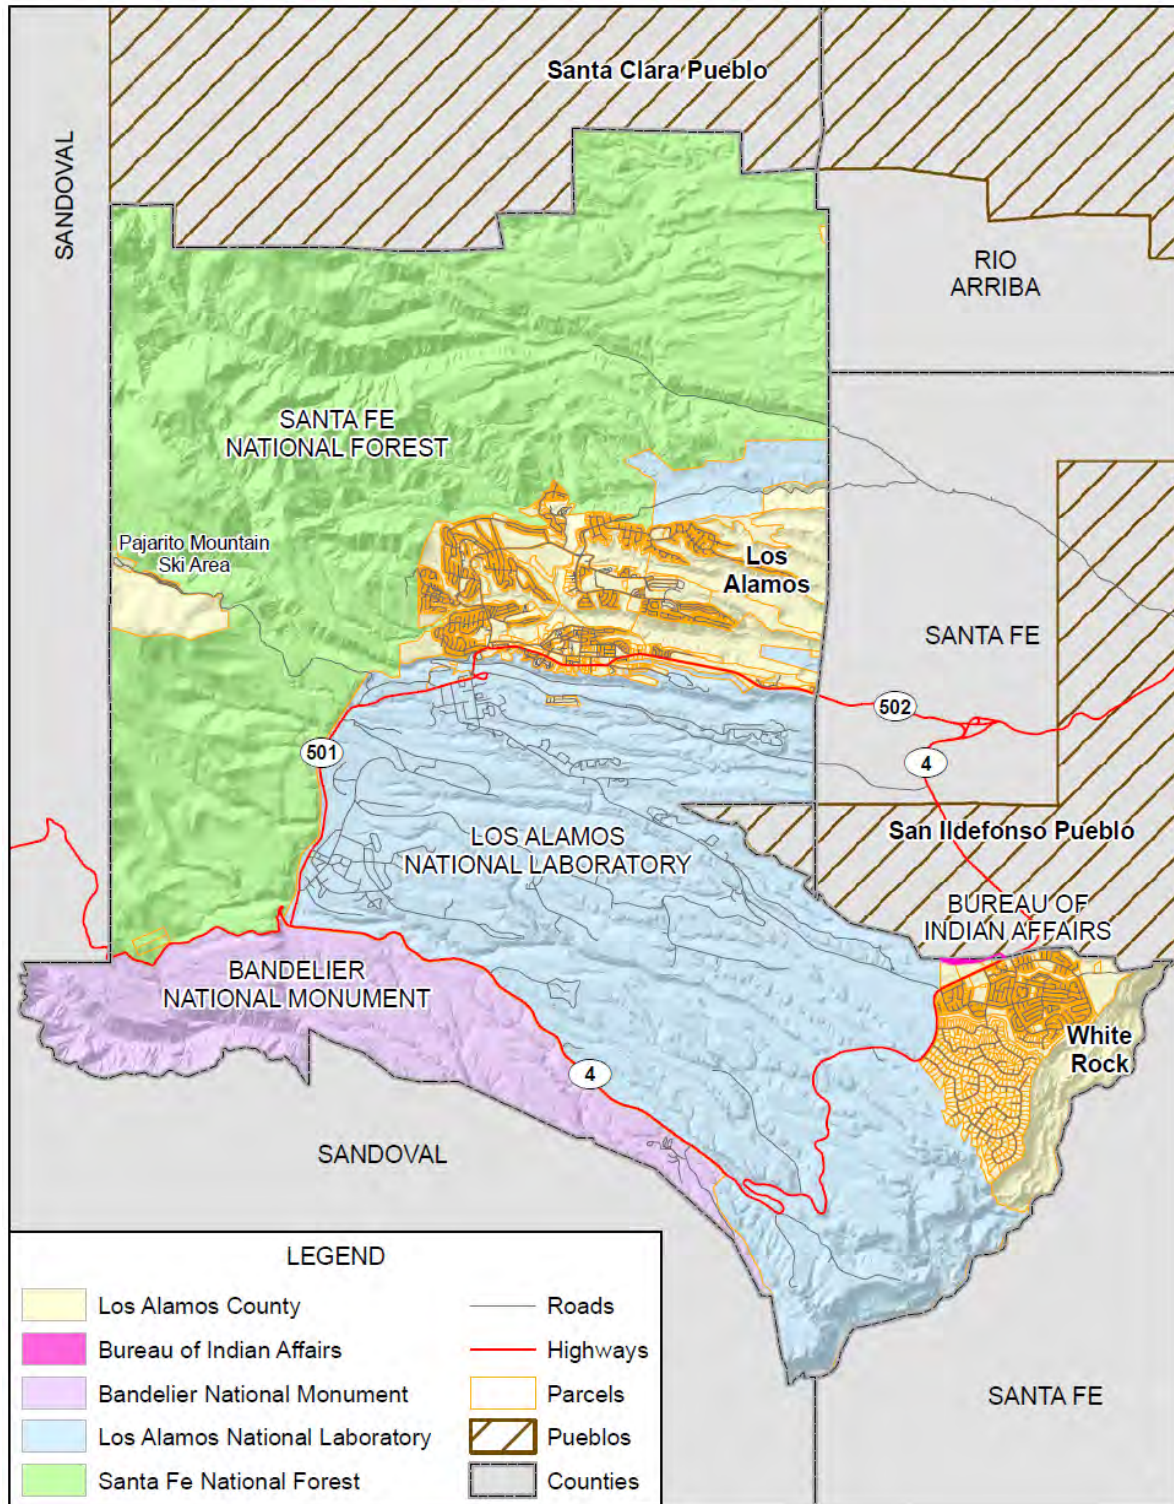 Santa Clara Pueblo
SANDOVAL
RIO
ARRIBA
SANTA FE
NATIONAL FOREST
Pajarito Mountain
Ski Area
Los
Alamos
SANTA FE
502
501
4
San Ildefonso Pueblo
LOS ALAMOS
NATIONAL LABORATORY
BUREAU OF
INDIAN AFFAIRS
BANDELIER
NATIONAL MONUMENT
White
Rock
4
SANDOVAL
SANTA FE
LEGEND
Los Alamos County
Bureau of Indian Affairs
Bandelier National Monument
Los Alamos National Laboratory
Santa Fe National Forest
Roads
Highways
Parcels
Pueblos
Counties